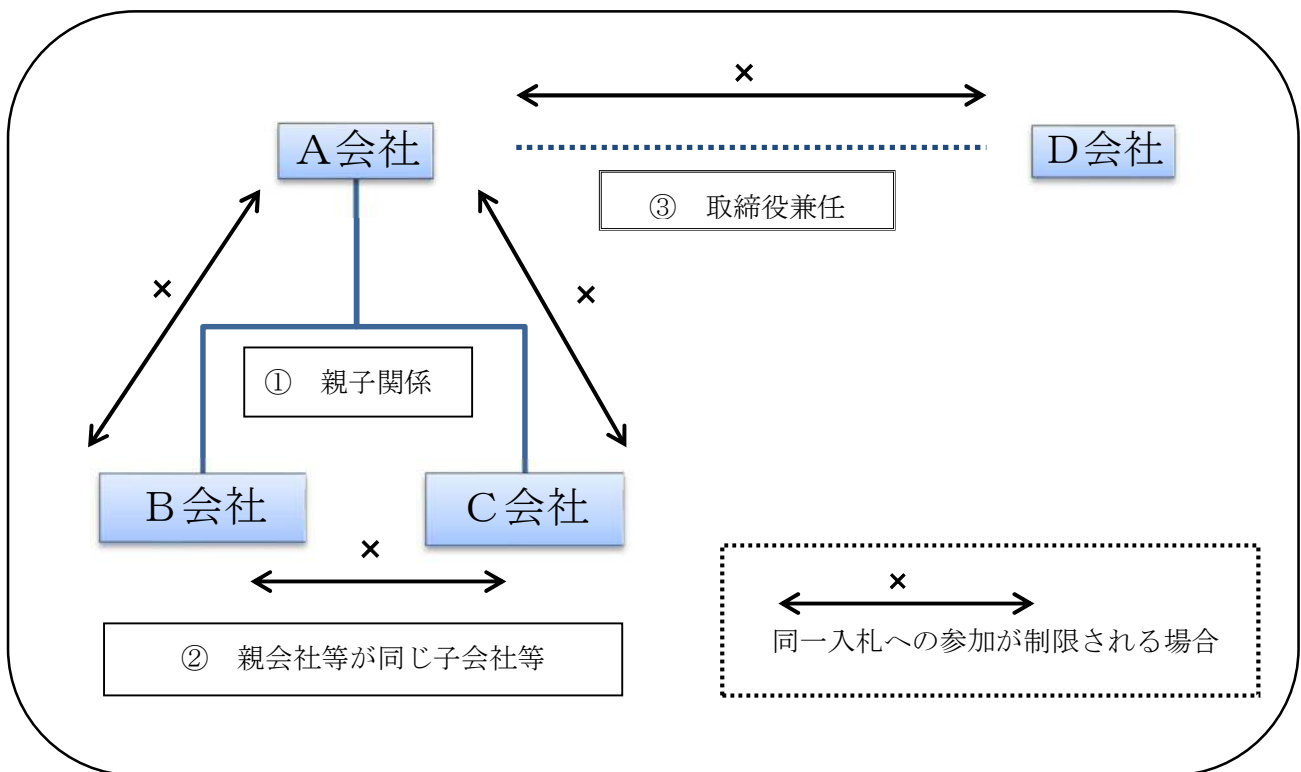 ×
A会社
D会社
③ 取締役兼任
×
×
① 親子関係
B会社
C会社
×
② 親会社等が同じ子会社等
×
同一入札への参加が制限される場合